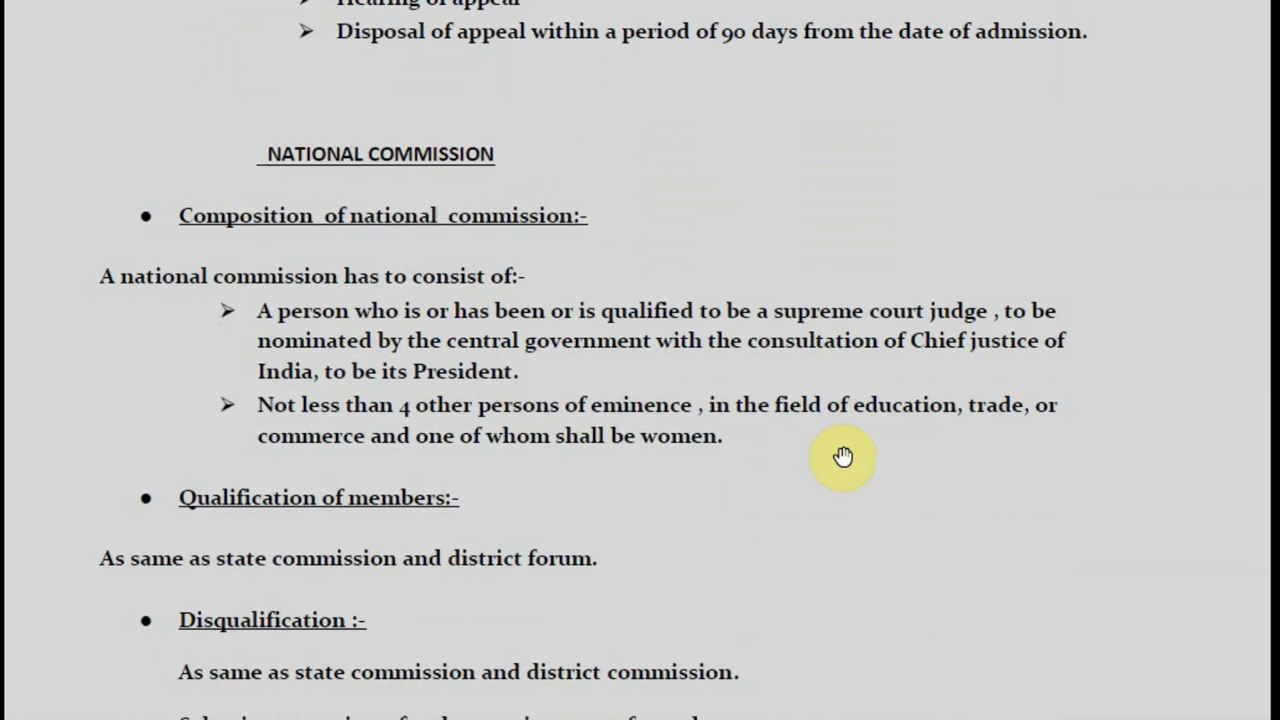 Hearing of appeal
➢ Disposal of appeal within a period of 90 days from the date of admission.
NATIONAL COMMISSION
● Composition of national commission:-
A national commission has to consist of:-
➢ A person who is or has been or is qualified to be a supreme court judge , to be
nominated by the central government with the consultation of Chief justice of
India, to be its President.
➢ Not less than 4 other persons of eminence , in the field of education, trade, or
commerce and one of whom shall be women.
● Qualification of members:-
As same as state commission and district forum.
● Disqualification :-
As same as state commission and district commission.